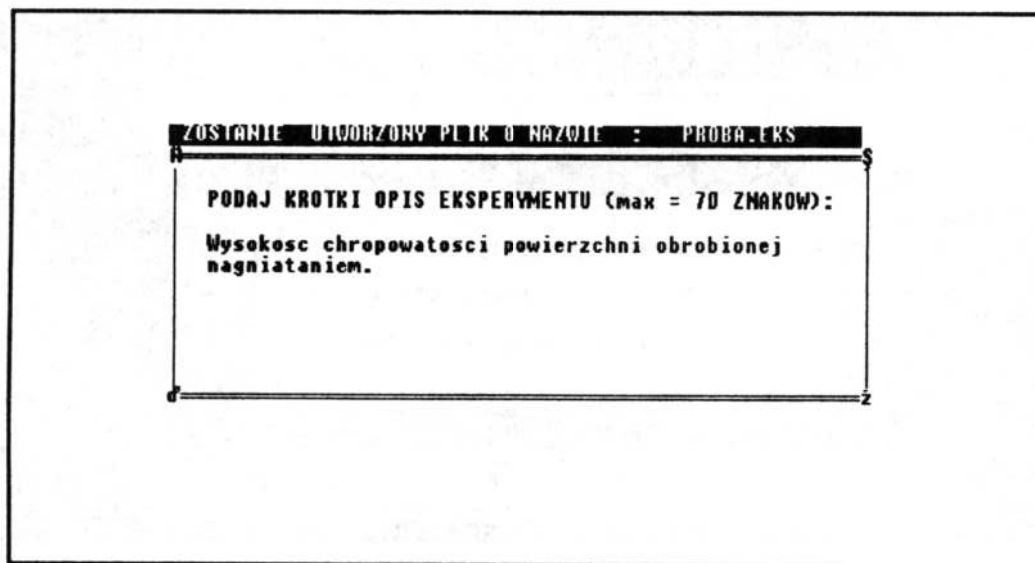 ZOSTANIE UTWORZONY PLIK O NAZWIE : PROBA.EKS
PODAJ KROTKI OPIS EKSPERYMENTU (max = 70 ZNAKOW):
Wysokosc chropowatosci powierzchni obrobionej
nagniataniem.